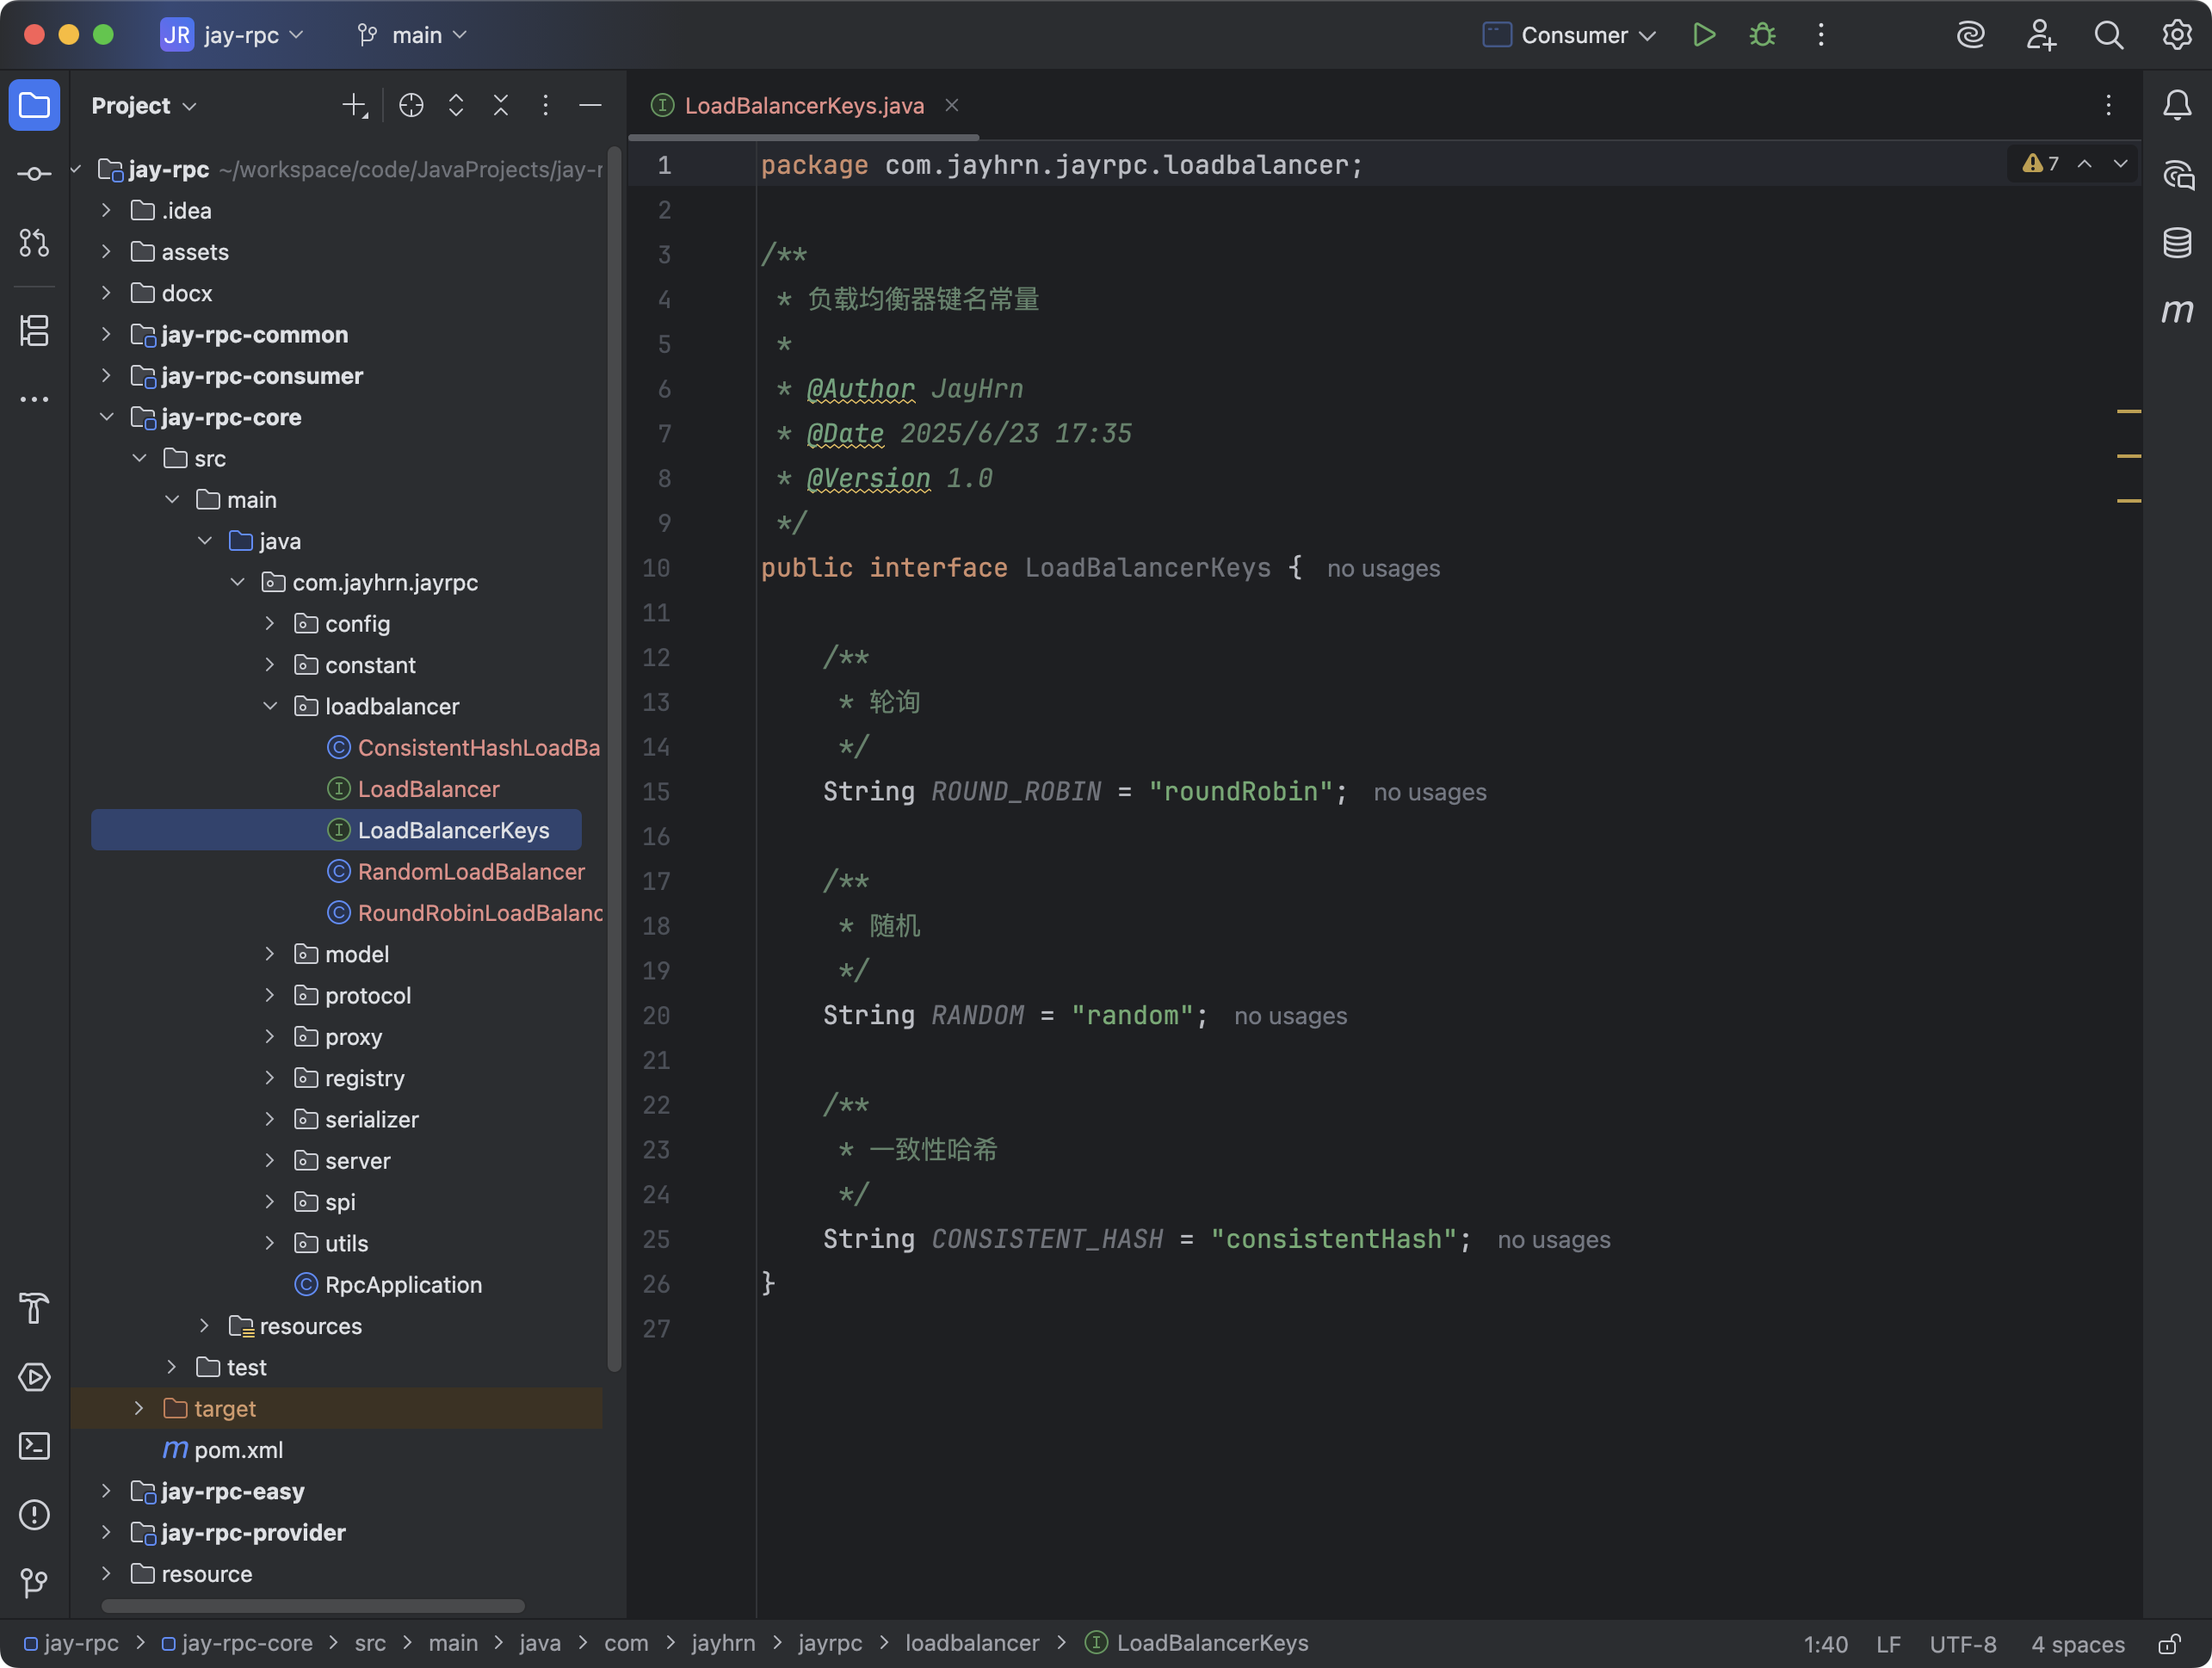 JR jay-rpc main Consumer
Project
LoadBalancerKeys.java
jay-rpc ~/workspace/code/JavaProjects/jay-r
.idea
assets
docx
jay-rpc-common
jay-rpc-consumer
jay-rpc-core
src
main
java
com.jayhrn.jayrpc
config
constant
loadbalancer
ConsistentHashLoadBa
LoadBalancer
LoadBalancerKeys
RandomLoadBalancer
RoundRobinLoadBalanc
model
protocol
proxy
registry
serializer
server
spi
utils
RpcApplication
resources
test
target
m pom.xml
jay-rpc-easy
jay-rpc-provider
resource
7
1 package com.jayhrn.jayrpc.loadbalancer;
2
3 /**
4 * 负载均衡器键名常量
5 *
6 * @Author JayHrn
7 * @Date 2025/6/23 17:35
8 * @Version 1.0
9 */
10 public interface LoadBalancerKeys { no usages
11
12 /**
13 * 轮询
14 */
15 String ROUND_ROBIN = "roundRobin"; no usages
16
17 /**
18 * 随机
19 */
20 String RANDOM = "random"; no usages
21
22 /**
23 * 一致性哈希
24 */
25 String CONSISTENT_HASH = "consistentHash"; no usages
26 }
27
m
jay-rpc > jay-rpc-core > src > main > java > com > jayhrn > jayrpc > loadbalancer > LoadBalancerKeys
1:40 LF UTF-8 4 spaces